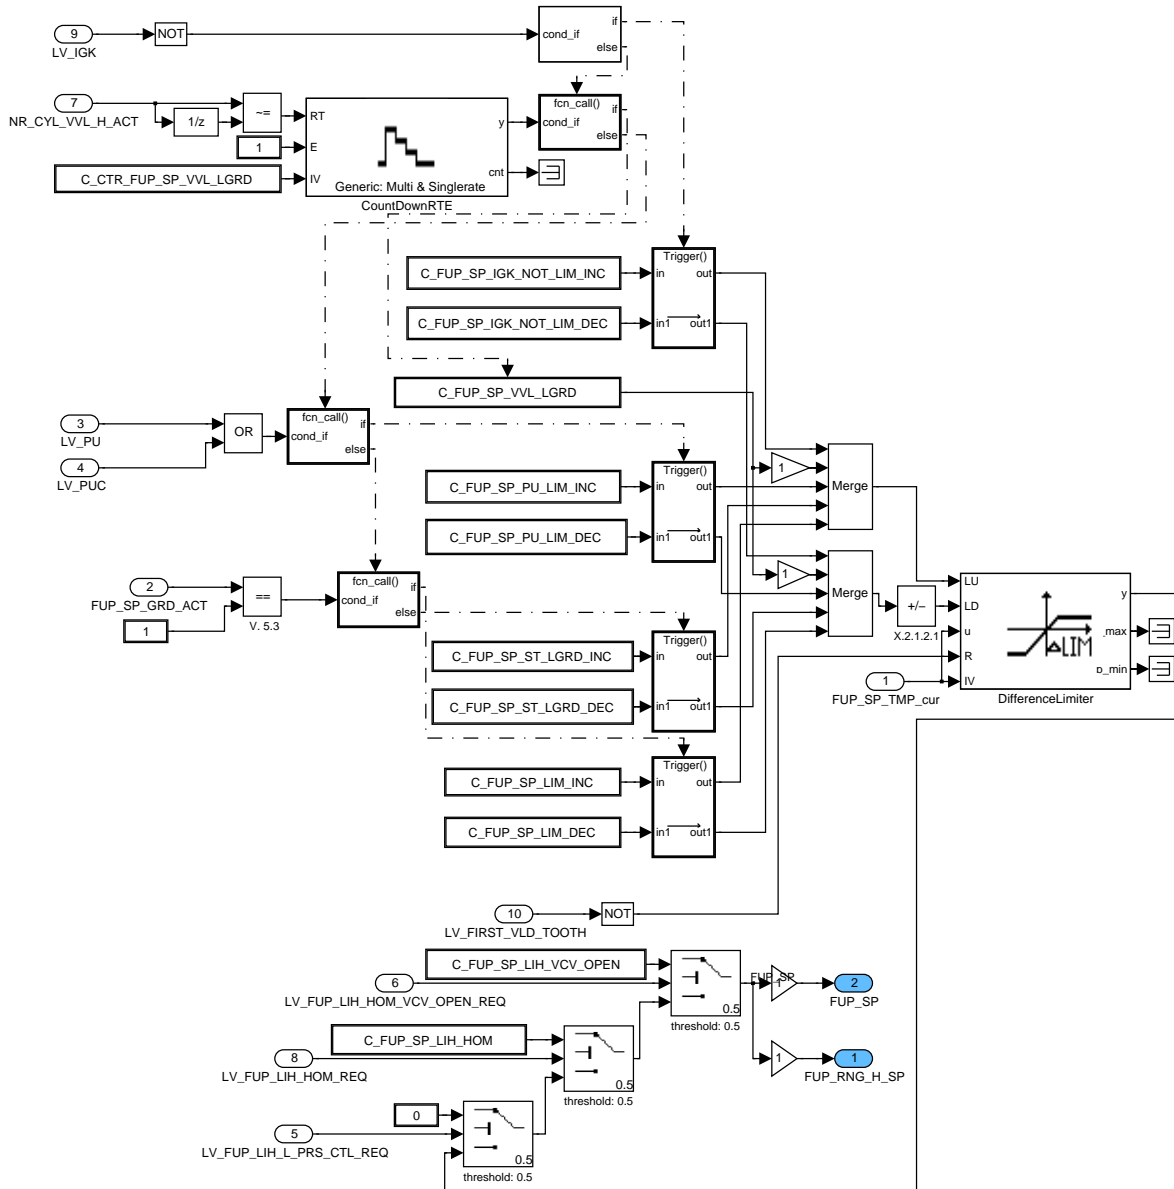 9
LV_IGK
NOT
cond_if
if
else
7
NR_CYL_VVL_H_ACT
1/z
~=
1
C_CTR_FUP_SP_VVL_LGRD
RT
E
IV
y
cnt
Generic: Multi & Singlerate
CountDownRTE
fcn_call()
cond_if
if
else
C_FUP_SP_IGK_NOT_LIM_INC
C_FUP_SP_IGK_NOT_LIM_DEC
Trigger()
in
out
in1
out1
C_FUP_SP_VVL_LGRD
3
LV_PU
4
LV_PUC
OR
fcn_call()
cond_if
if
else
C_FUP_SP_PU_LIM_INC
C_FUP_SP_PU_LIM_DEC
Trigger()
in
out
in1
out1
1
Merge
1
Merge
2
FUP_SP_GRD_ACT
1
==
V. 5.3
fcn_call()
cond_if
if
else
C_FUP_SP_ST_LGRD_INC
C_FUP_SP_ST_LGRD_DEC
Trigger()
in
out
in1
out1
+/−
X.2.1.2.1
1
FUP_SP_TMP_cur
LU
LD
u
R
IV
y
_max
_min
ΔLIM
DifferenceLimiter
C_FUP_SP_LIM_INC
C_FUP_SP_LIM_DEC
Trigger()
in
out
in1
out1
10
LV_FIRST_VLD_TOOTH
NOT
C_FUP_SP_LIH_VCV_OPEN
6
LV_FUP_LIH_HOM_VCV_OPEN_REQ
0.5
threshold: 0.5
FUP_SP
1
2
FUP_SP
C_FUP_SP_LIH_HOM
8
LV_FUP_LIH_HOM_REQ
0.5
threshold: 0.5
1
1
FUP_RNG_H_SP
0
5
LV_FUP_LIH_L_PRS_CTL_REQ
0.5
threshold: 0.5